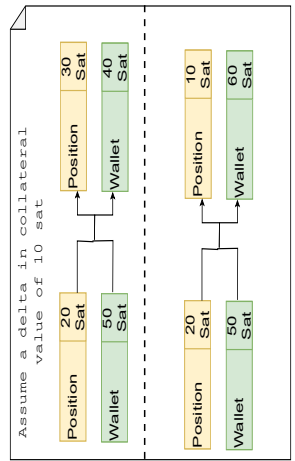 Assume a delta in collateral
value of 10 sat
Position
20
Sat
Wallet
50
Sat
Position
30
Sat
Wallet
40
Sat
Position
20
Sat
Wallet
50
Sat
Position
10
Sat
Wallet
60
Sat